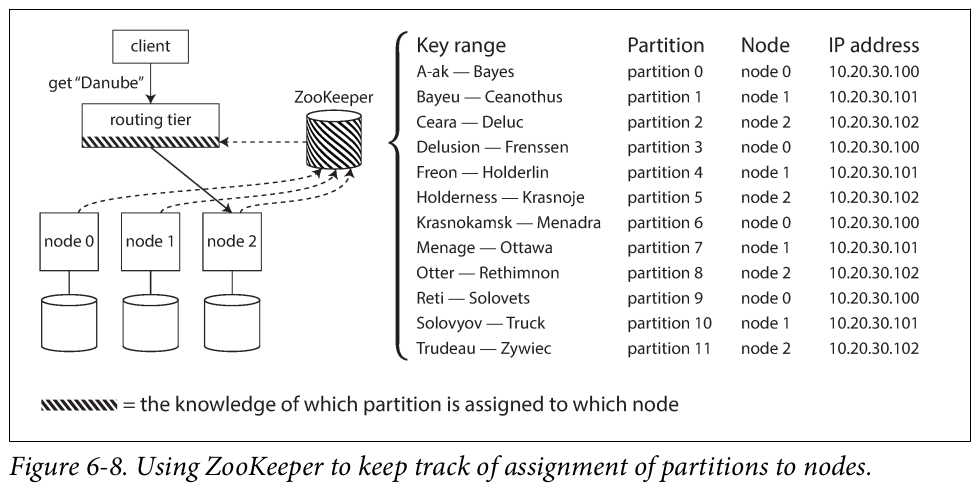 client
get “Danube”
routing tier
ZooKeeper
node 0 node 1 node 2
Key range Partition Node IP address
A-ak — Bayes partition 0 node 0 10.20.30.100
Bayeu — Ceanothus partition 1 node 1 10.20.30.101
Ceara — Deluc partition 2 node 2 10.20.30.102
Delusion — Frenssen partition 3 node 0 10.20.30.100
Freon — Holderlin partition 4 node 1 10.20.30.101
Holderness — Krasnoje partition 5 node 2 10.20.30.102
Krasnokamsk — Menadra partition 6 node 0 10.20.30.100
Menage — Ottawa partition 7 node 1 10.20.30.101
Otter — Rethimnon partition 8 node 2 10.20.30.102
Reti — Solovets partition 9 node 0 10.20.30.100
Solovyov — Truck partition 10 node 1 10.20.30.101
Trudeau — Zywiec partition 11 node 2 10.20.30.102
= the knowledge of which partition is assigned to which node
Figure 6-8. Using ZooKeeper to keep track of assignment of partitions to nodes.